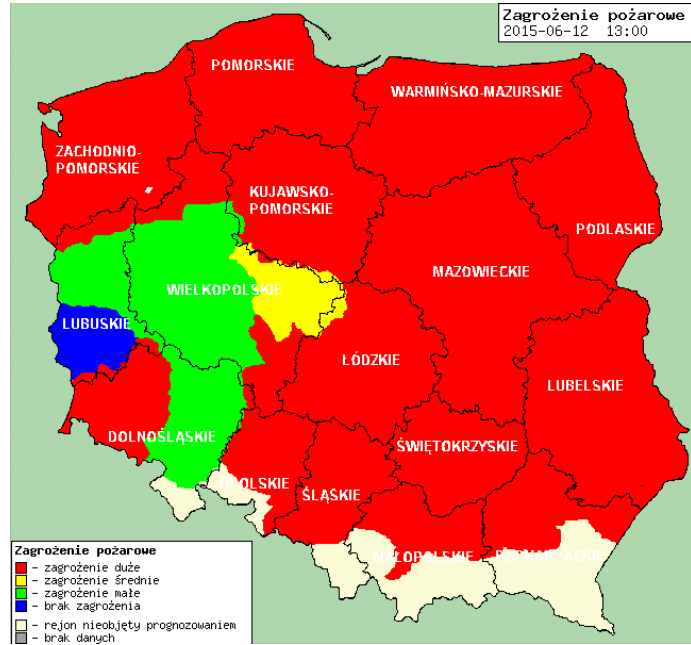 Zagrożenie pożarowe
2015-06-12 13:00
POMORSKIE
WARMIŃSKO-MAZURSKIE
ZACHODNIO-
POMORSKIE
KUJAWSKO-
POMORSKIE
PODLASKIE
MAZOWIECKIE
WIELKOPOLSKIE
LUBUSKIE
ŁÓDZKIE
LUBELSKIE
DOLNOŚLĄSKIE
ŚWIĘTOKRZYSKIE
OPOLSKIE
ŚLĄSKIE
MAŁOPOLSKIE
PODKARPACKIE
Zagrożenie pożarowe
– zagrożenie duże
– zagrożenie średnie
– zagrożenie małe
– brak zagrożenia
– rejon nieobjęty prognozowaniem
– brak danych